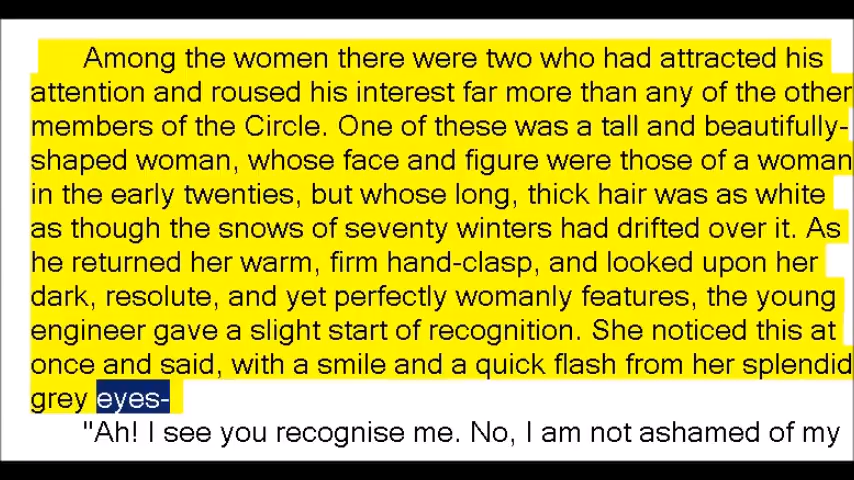 Among the women there were two who had attracted his
attention and roused his interest far more than any of the other
members of the Circle. One of these was a tall and beautifully-
shaped woman, whose face and figure were those of a woman
in the early twenties, but whose long, thick hair was as white
as though the snows of seventy winters had drifted over it. As
he returned her warm, firm hand-clasp, and looked upon her
dark, resolute, and yet perfectly womanly features, the young
engineer gave a slight start of recognition. She noticed this at
once and said, with a smile and a quick flash from her splendid
grey eyes-
"Ah! I see you recognise me. No, I am not ashamed of my